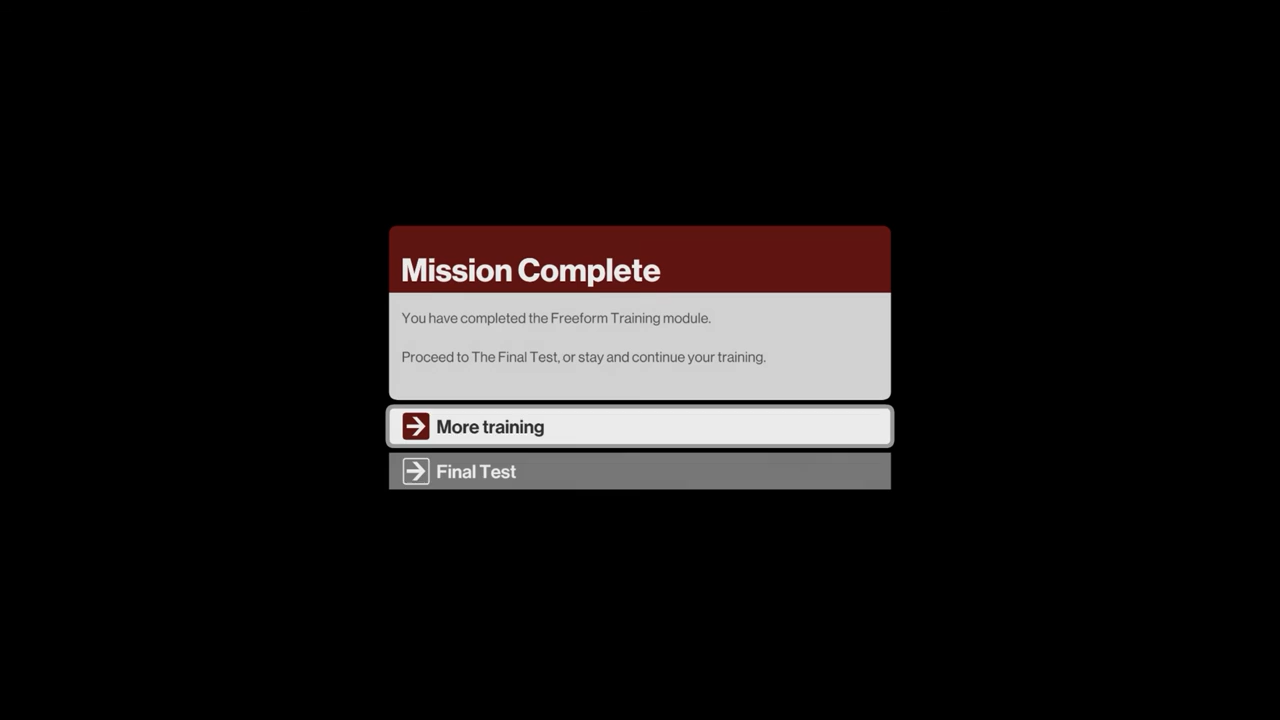 Mission Complete
You have completed the Freeform Training module.
Proceed to The Final Test, or stay and continue your training.
More training
Final Test